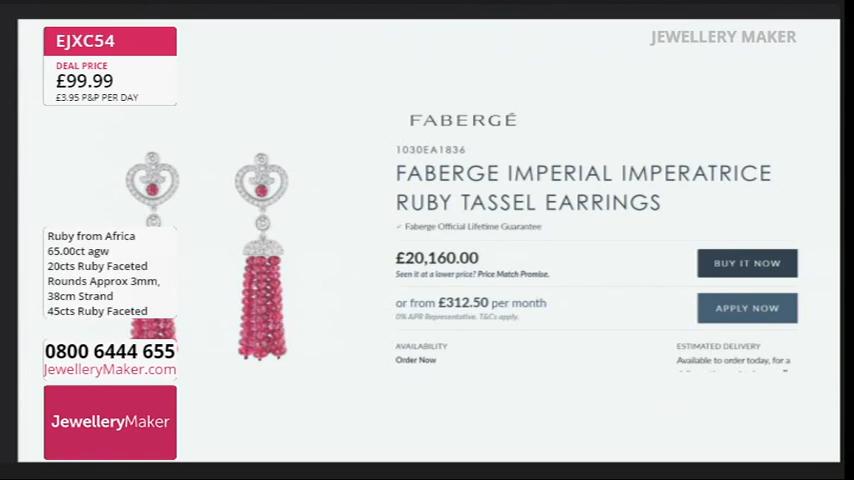 EJXC54
DEAL PRICE
£99.99
£3.95 P&P PER DAY
Ruby from Africa
65.00ct agw
20cts Ruby Faceted
Rounds Approx 3mm,
38cm Strand
45cts Ruby Faceted
0800 6444 655
JewelleryMaker.com
JewelleryMaker
JEWELLERY MAKER
FABERGÉ
1030EA1836
FABERGE IMPERIAL IMPERATRICE
RUBY TASSEL EARRINGS
✓ Faberge Official Lifetime Guarantee
£20,160.00
Seen it at a lower price? Price Match Promise.
BUY IT NOW
or from £312.50 per month
0% APR Representative. T&Cs apply.
APPLY NOW
AVAILABILITY
Order Now
ESTIMATED DELIVERY
Available to order today, for a